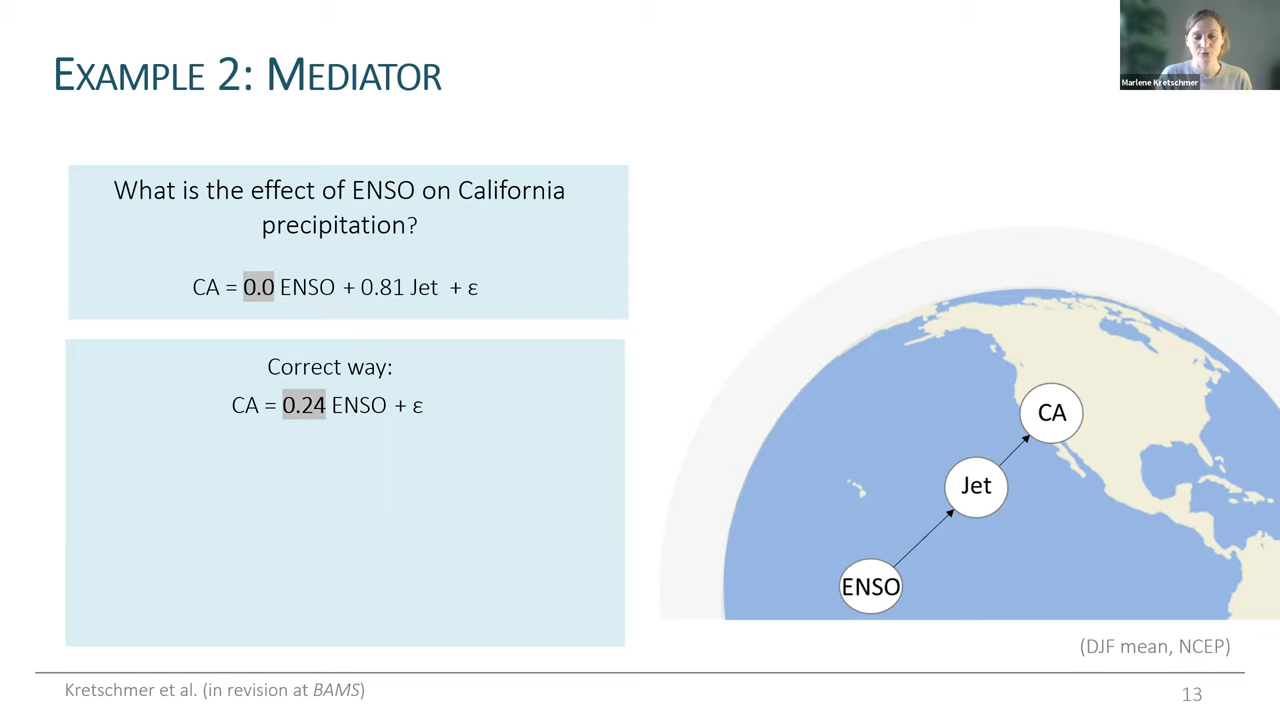 EXAMPLE 2: MEDIATOR
Marlene Kretschmer
What is the effect of ENSO on California
precipitation?
CA = 0.0 ENSO + 0.81 Jet + ε
Correct way:
CA = 0.24 ENSO + ε
CA
Jet
ENSO
(DJF mean, NCEP)
Kretschmer et al. (in revision at BAMS)
13